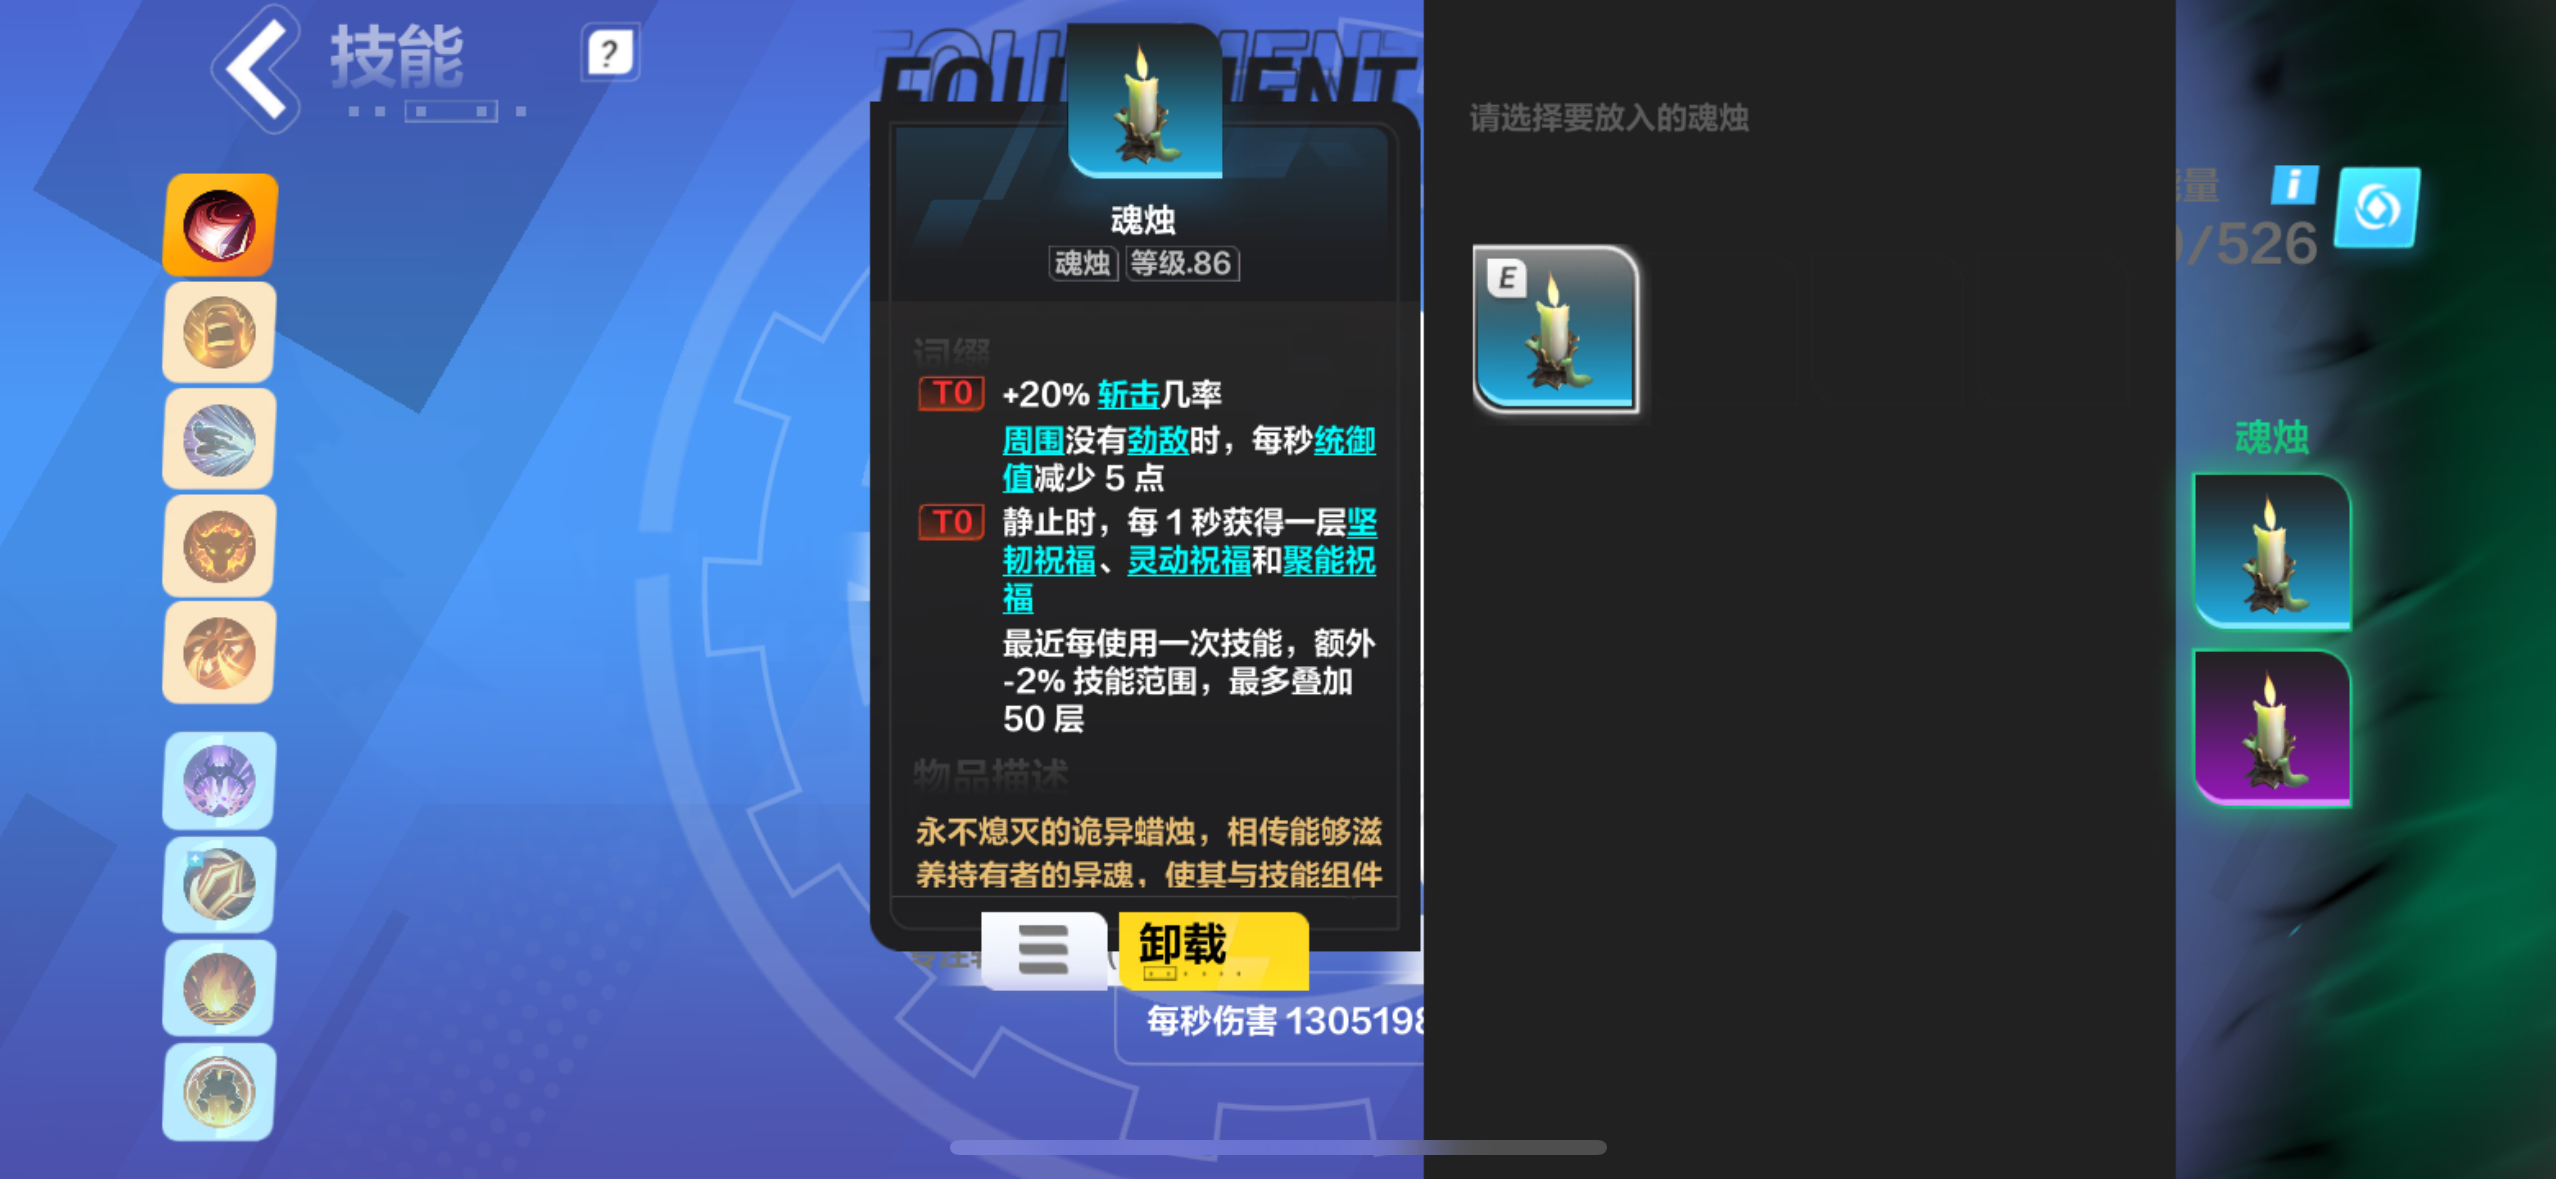 技能
?
魂烛
魂烛 等级.86
词缀
T0 +20% 斩击几率
周围没有劲敌时，每秒统御
值减少 5 点
T0 静止时，每 1 秒获得一层坚
韧祝福、灵动祝福和聚能祝
福
最近每使用一次技能，额外
-2% 技能范围，最多叠加
50 层
物品描述
永不熄灭的诡异蜡烛，相传能够滋
养持有者的异魂，使其与技能组件
卸载
每秒伤害 1305198
请选择要放入的魂烛
E
量
i
/526
魂烛